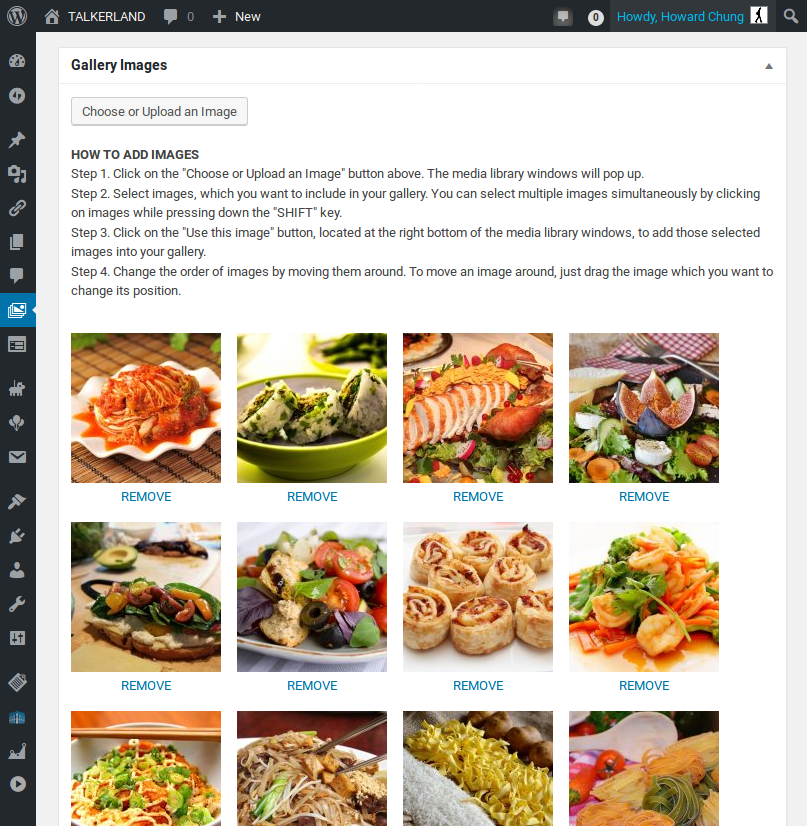 TALKERLAND 0 New 0 Howdy, Howard Chung
Gallery Images
Choose or Upload an Image
HOW TO ADD IMAGES
Step 1. Click on the "Choose or Upload an Image" button above. The media library windows will pop up.
Step 2. Select images, which you want to include in your gallery. You can select multiple images simultaneously by clicking
on images while pressing down the "SHIFT" key.
Step 3. Click on the "Use this image" button, located at the right bottom of the media library windows, to add those selected
images into your gallery.
Step 4. Change the order of images by moving them around. To move an image around, just drag the image which you want to
change its position.
REMOVE REMOVE REMOVE REMOVE
REMOVE REMOVE REMOVE REMOVE